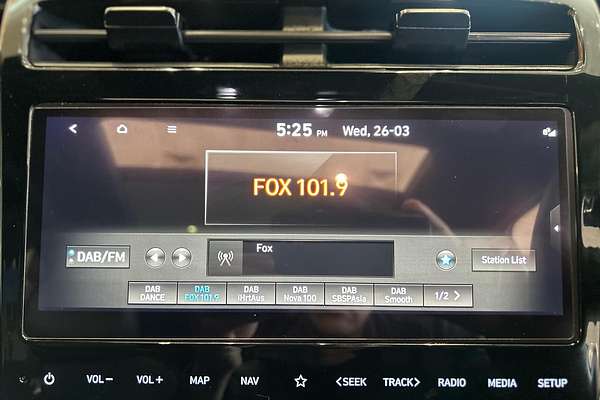 5:25 PM Wed, 26-03
FOX 101.9
DAB/FM
Fox
Station List
DAB DAB DAB DAB DAB DAB
DANCE FOX101.9 iHrtAus Nova 100 SBSPAsia Smooth 1/2 >
VOL− VOL+ MAP NAV <SEEK TRACK> RADIO MEDIA SETUP